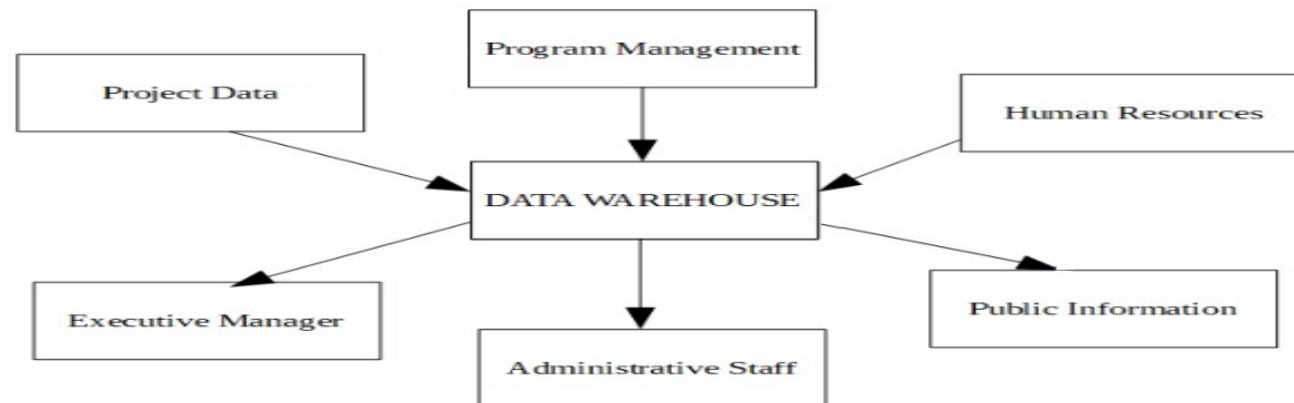 Program Management
Project Data
Human Resources
DATA WAREHOUSE
Executive Manager
Public Information
Administrative Staff